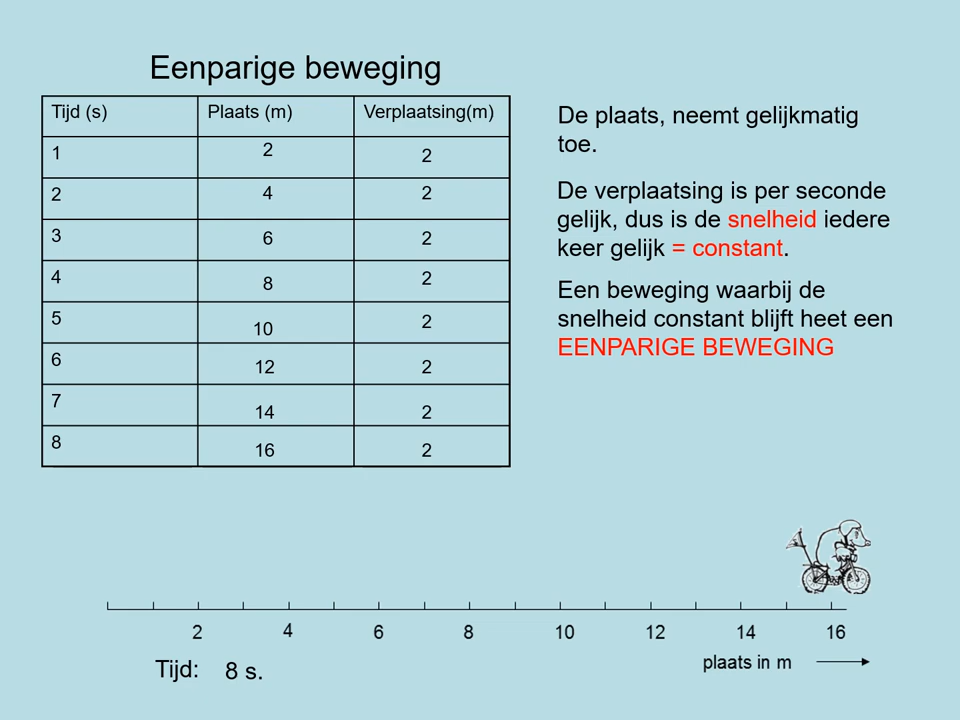 Eenparige beweging
Tijd (s) Plaats (m) Verplaatsing(m)
1 2 2
2 4 2
3 6 2
4 8 2
5 10 2
6 12 2
7 14 2
8 16 2
De plaats, neemt gelijkmatig
toe.
De verplaatsing is per seconde
gelijk, dus is de snelheid iedere
keer gelijk = constant.
Een beweging waarbij de
snelheid constant blijft heet een
EENPARIGE BEWEGING
2 4 6 8 10 12 14 16
plaats in m
Tijd: 8 s.